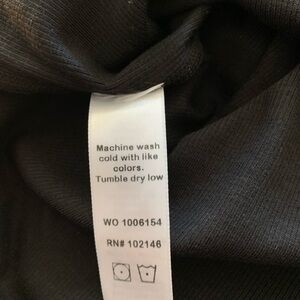 Machine wash
cold with like
colors.
Tumble dry low
WO 1006154
RN# 102146